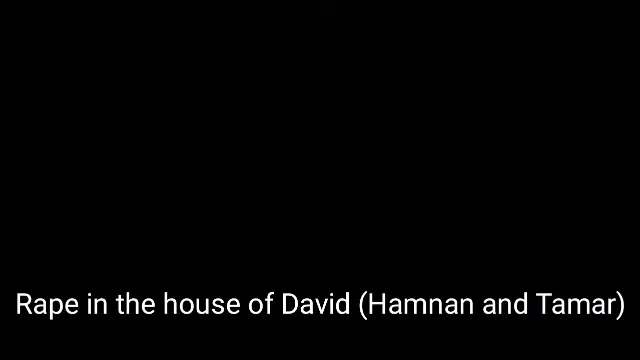 Rape in the house of David (Hamnan and Tamar)